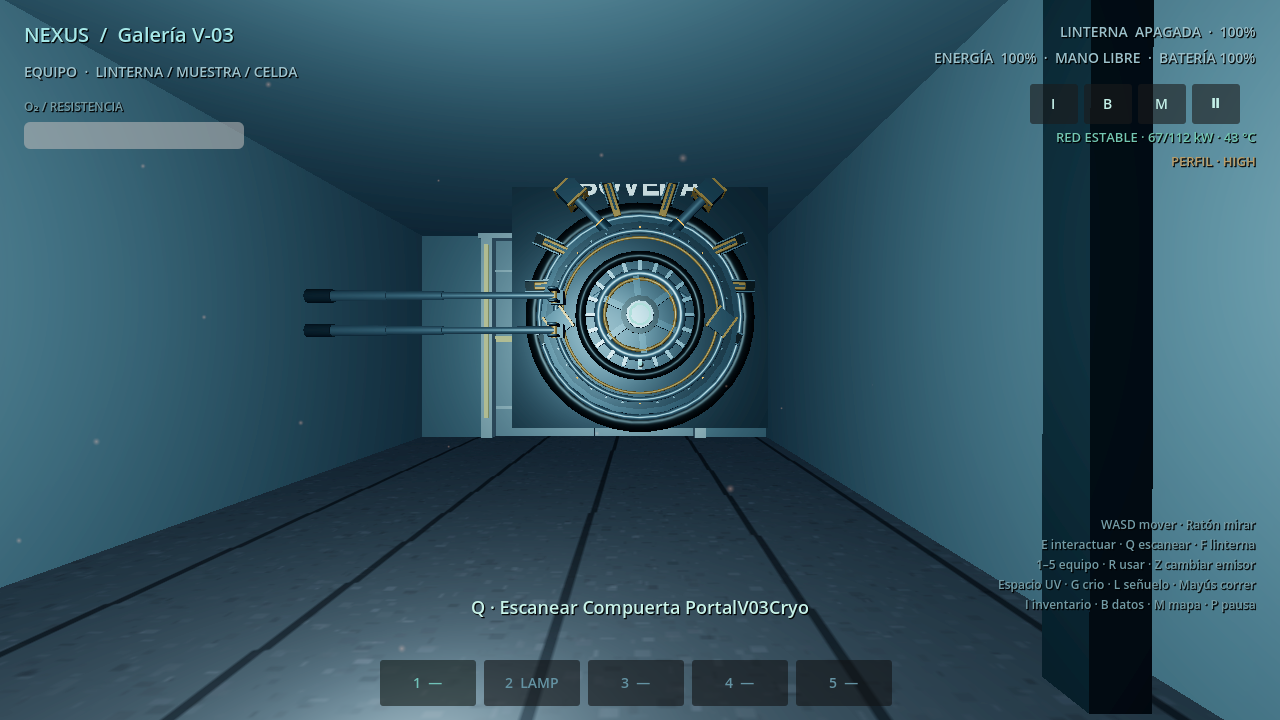 NEXUS / Galería V-03
EQUIPO · LINTERNA / MUESTRA / CELDA
O₂ / RESISTENCIA
LINTERNA APAGADA · 100%
ENERGÍA 100% · MANO LIBRE · BATERÍA 100%
I B M II
RED ESTABLE · 67/112 kW · 43 °C
PERFIL · HIGH
WASD mover · Ratón mirar
E interactuar · Q escanear · F linterna
1–5 equipo · R usar · Z cambiar emisor
Espacio UV · G crio · L señuelo · Mayús correr
I inventario · B datos · M mapa · P pausa
Q · Escanear Compuerta PortalV03Cryo
1 — 2 LAMP 3 — 4 — 5 —